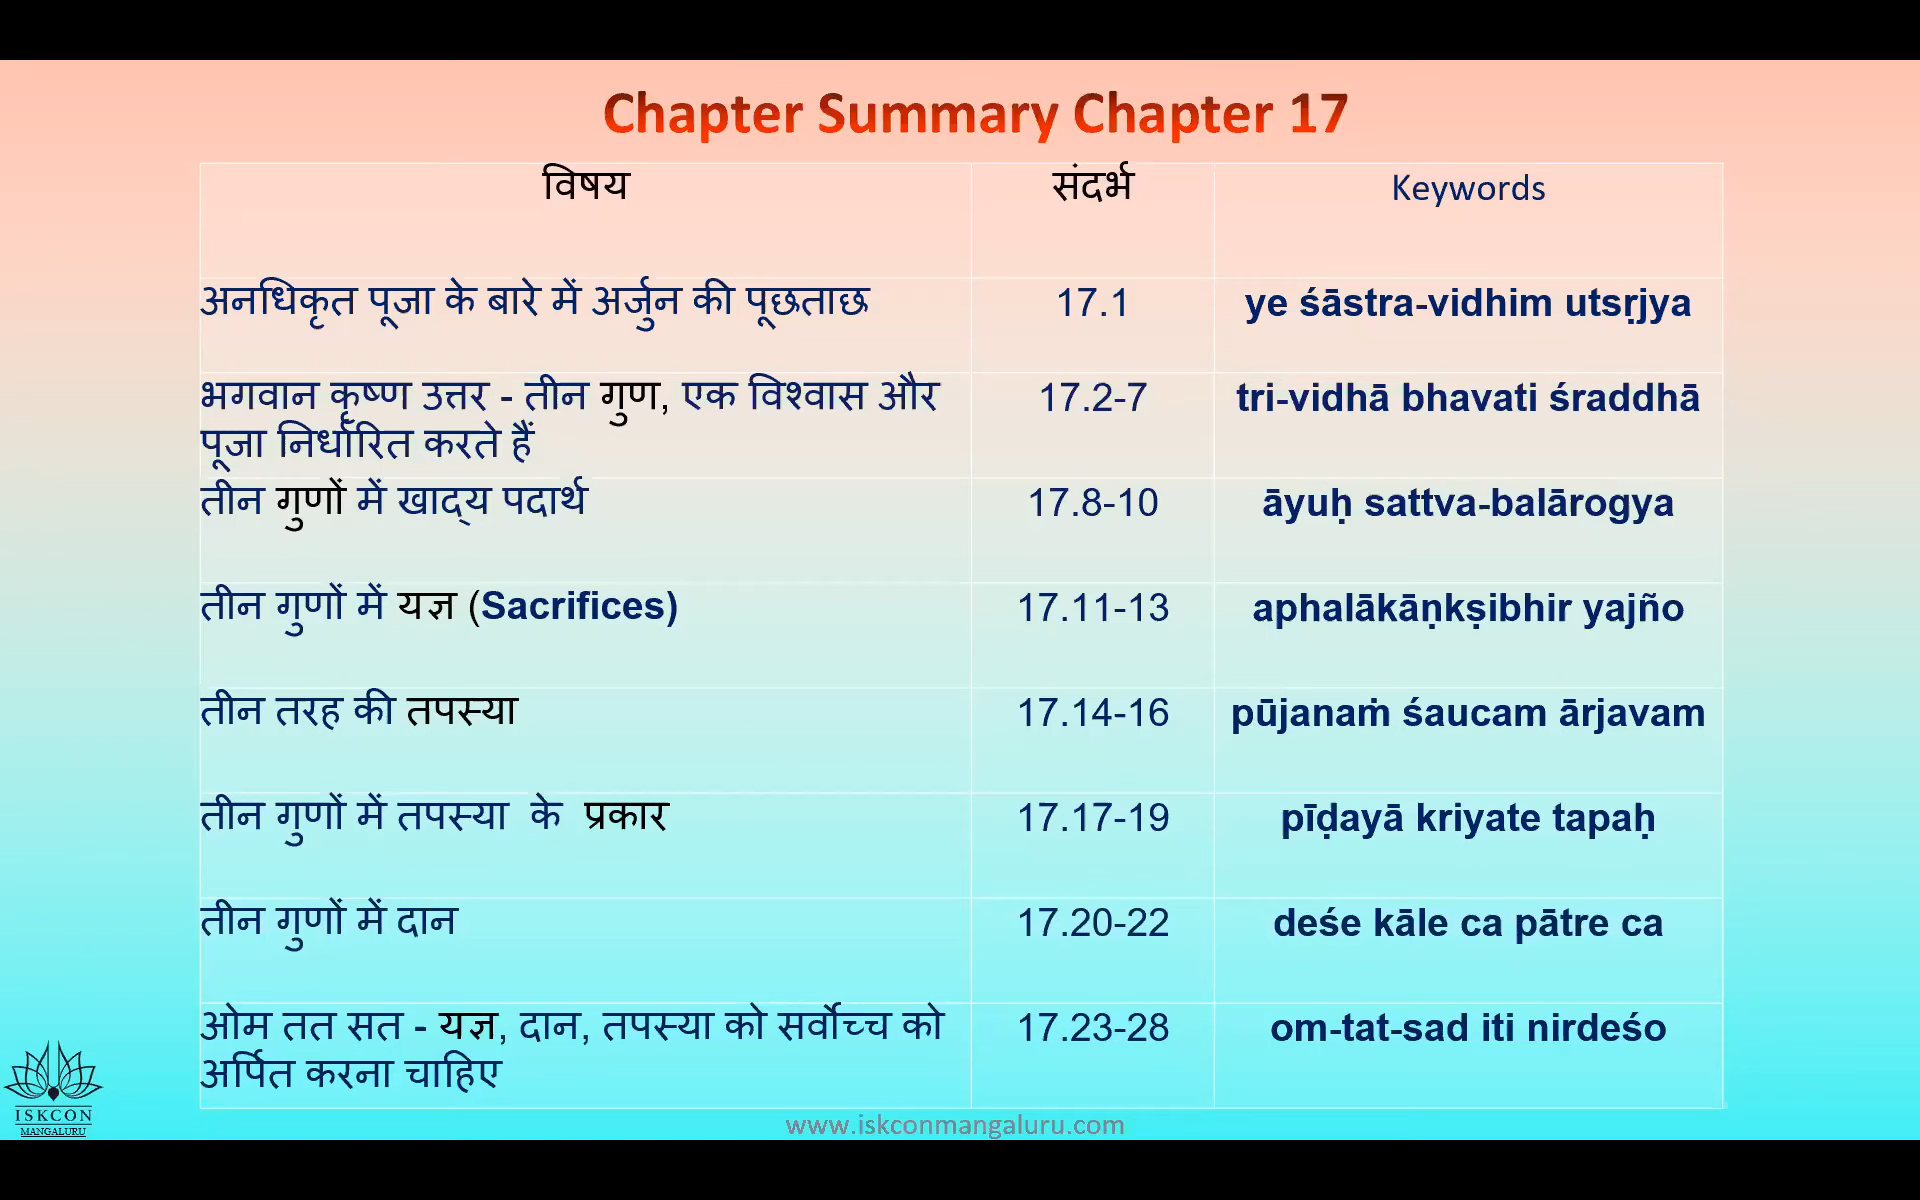 Chapter Summary Chapter 17
विषय संदर्भ Keywords
अनधिकृत पूजा के बारे में अर्जुन की पूछताछ 17.1 ye śāstra-vidhim utsṛjya
भगवान कृष्ण उत्तर - तीन गुण, एक विश्वास और 17.2-7 tri-vidhā bhavati śraddhā
पूजा निर्धारित करते हैं
तीन गुणों में खाद्य पदार्थ 17.8-10 āyuḥ sattva-balārogya
तीन गुणों में यज्ञ (Sacrifices) 17.11-13 aphalākāṇkṣibhir yajño
तीन तरह की तपस्या 17.14-16 pūjanaṁ śaucam ārjavam
तीन गुणों में तपस्या के प्रकार 17.17-19 pīḍayā kriyate tapaḥ
तीन गुणों में दान 17.20-22 deśe kāle ca pātre ca
ओम तत सत - यज्ञ, दान, तपस्या को सर्वोच्च को 17.23-28 om-tat-sad iti nirdeśo
अर्पित करना चाहिए
ISKCON
MANGALURU
www.iskconmangaluru.com